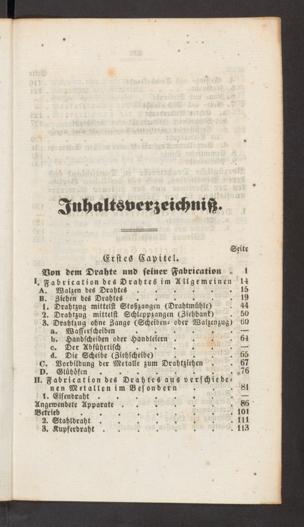 Inhaltsverzeichniß.
Seite
Erstes Capitel.
Von dem Drahte und seiner Fabrication . 1
I. Fabrication des Drahtes im Allgemeinen 14
A. Walzen des Drahtes . . . . . 15
B. Ziehen des Drahtes . . . . . 19
1. Drahtzug mittelst Stoßzangen (Drahtmühle) 44
2. Drahtzug mittelst Schleppzangen (Ziehbank) 50
3. Drahtzug ohne Zange (Scheiben- oder Walzenzug) 60
a. Wasserscheiben . . . . . —
b. Handscheiben oder Handleiern . . . 64
c. Der Abführtisch . . . . . —
d. Die Scheibe (Ziehscheibe) . . . 65
C. Vorbildung der Metalle zum Drahtziehen . 67
D. Glühöfen . . . . . 76
II. Fabrication des Drahtes aus verschiede-
nen Metallen im Besondern . . . 81
1. Eisendraht . . . . . —
Angewendete Apparate . . . . . 86
Betrieb . . . . . 101
2. Stahldraht . . . . . 111
3. Kupferdraht . . . . . 113